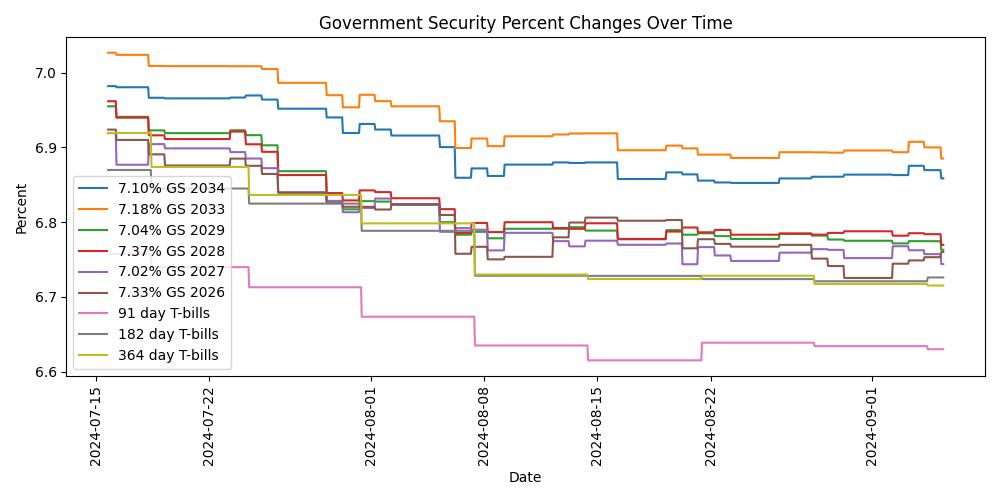 Government Security Percent Changes Over Time
7.0
6.9
6.8
6.7
6.6
Percent
7.10% GS 2034
7.18% GS 2033
7.04% GS 2029
7.37% GS 2028
7.02% GS 2027
7.33% GS 2026
91 day T-bills
182 day T-bills
364 day T-bills
2024-07-15
2024-07-22
2024-08-01
2024-08-08
2024-08-15
2024-08-22
2024-09-01
Date